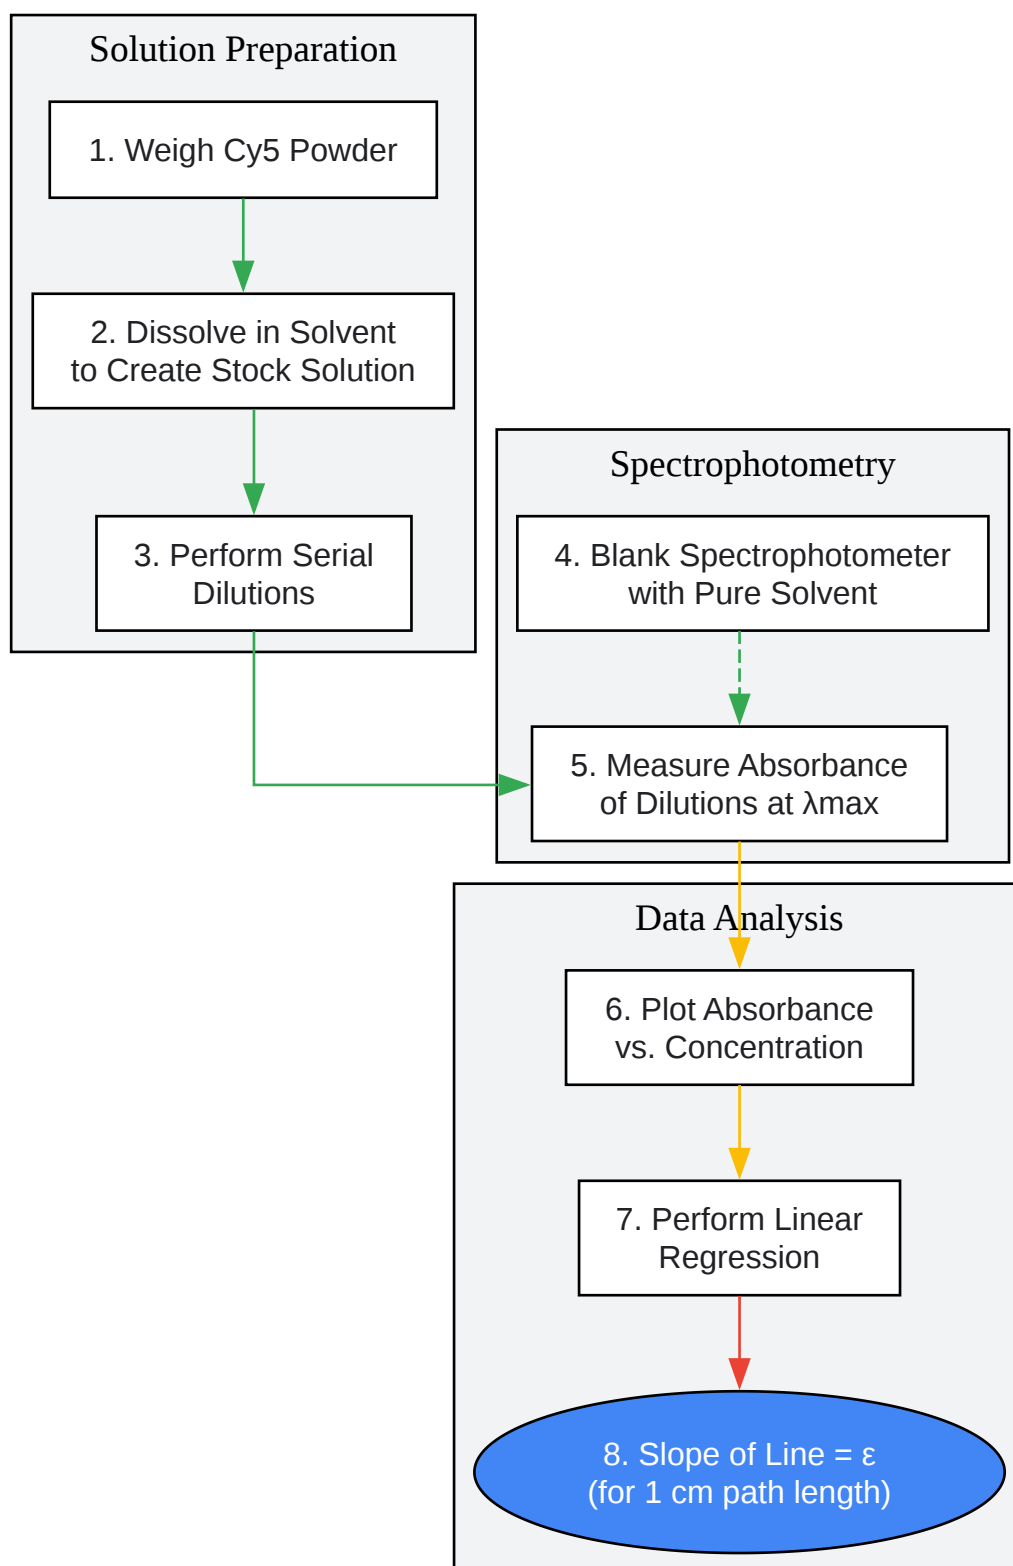 Solution Preparation
1. Weigh Cy5 Powder
2. Dissolve in Solvent
to Create Stock Solution
3. Perform Serial
Dilutions
Spectrophotometry
4. Blank Spectrophotometer
with Pure Solvent
5. Measure Absorbance
of Dilutions at λmax
Data Analysis
6. Plot Absorbance
vs. Concentration
7. Perform Linear
Regression
8. Slope of Line = ε
(for 1 cm path length)